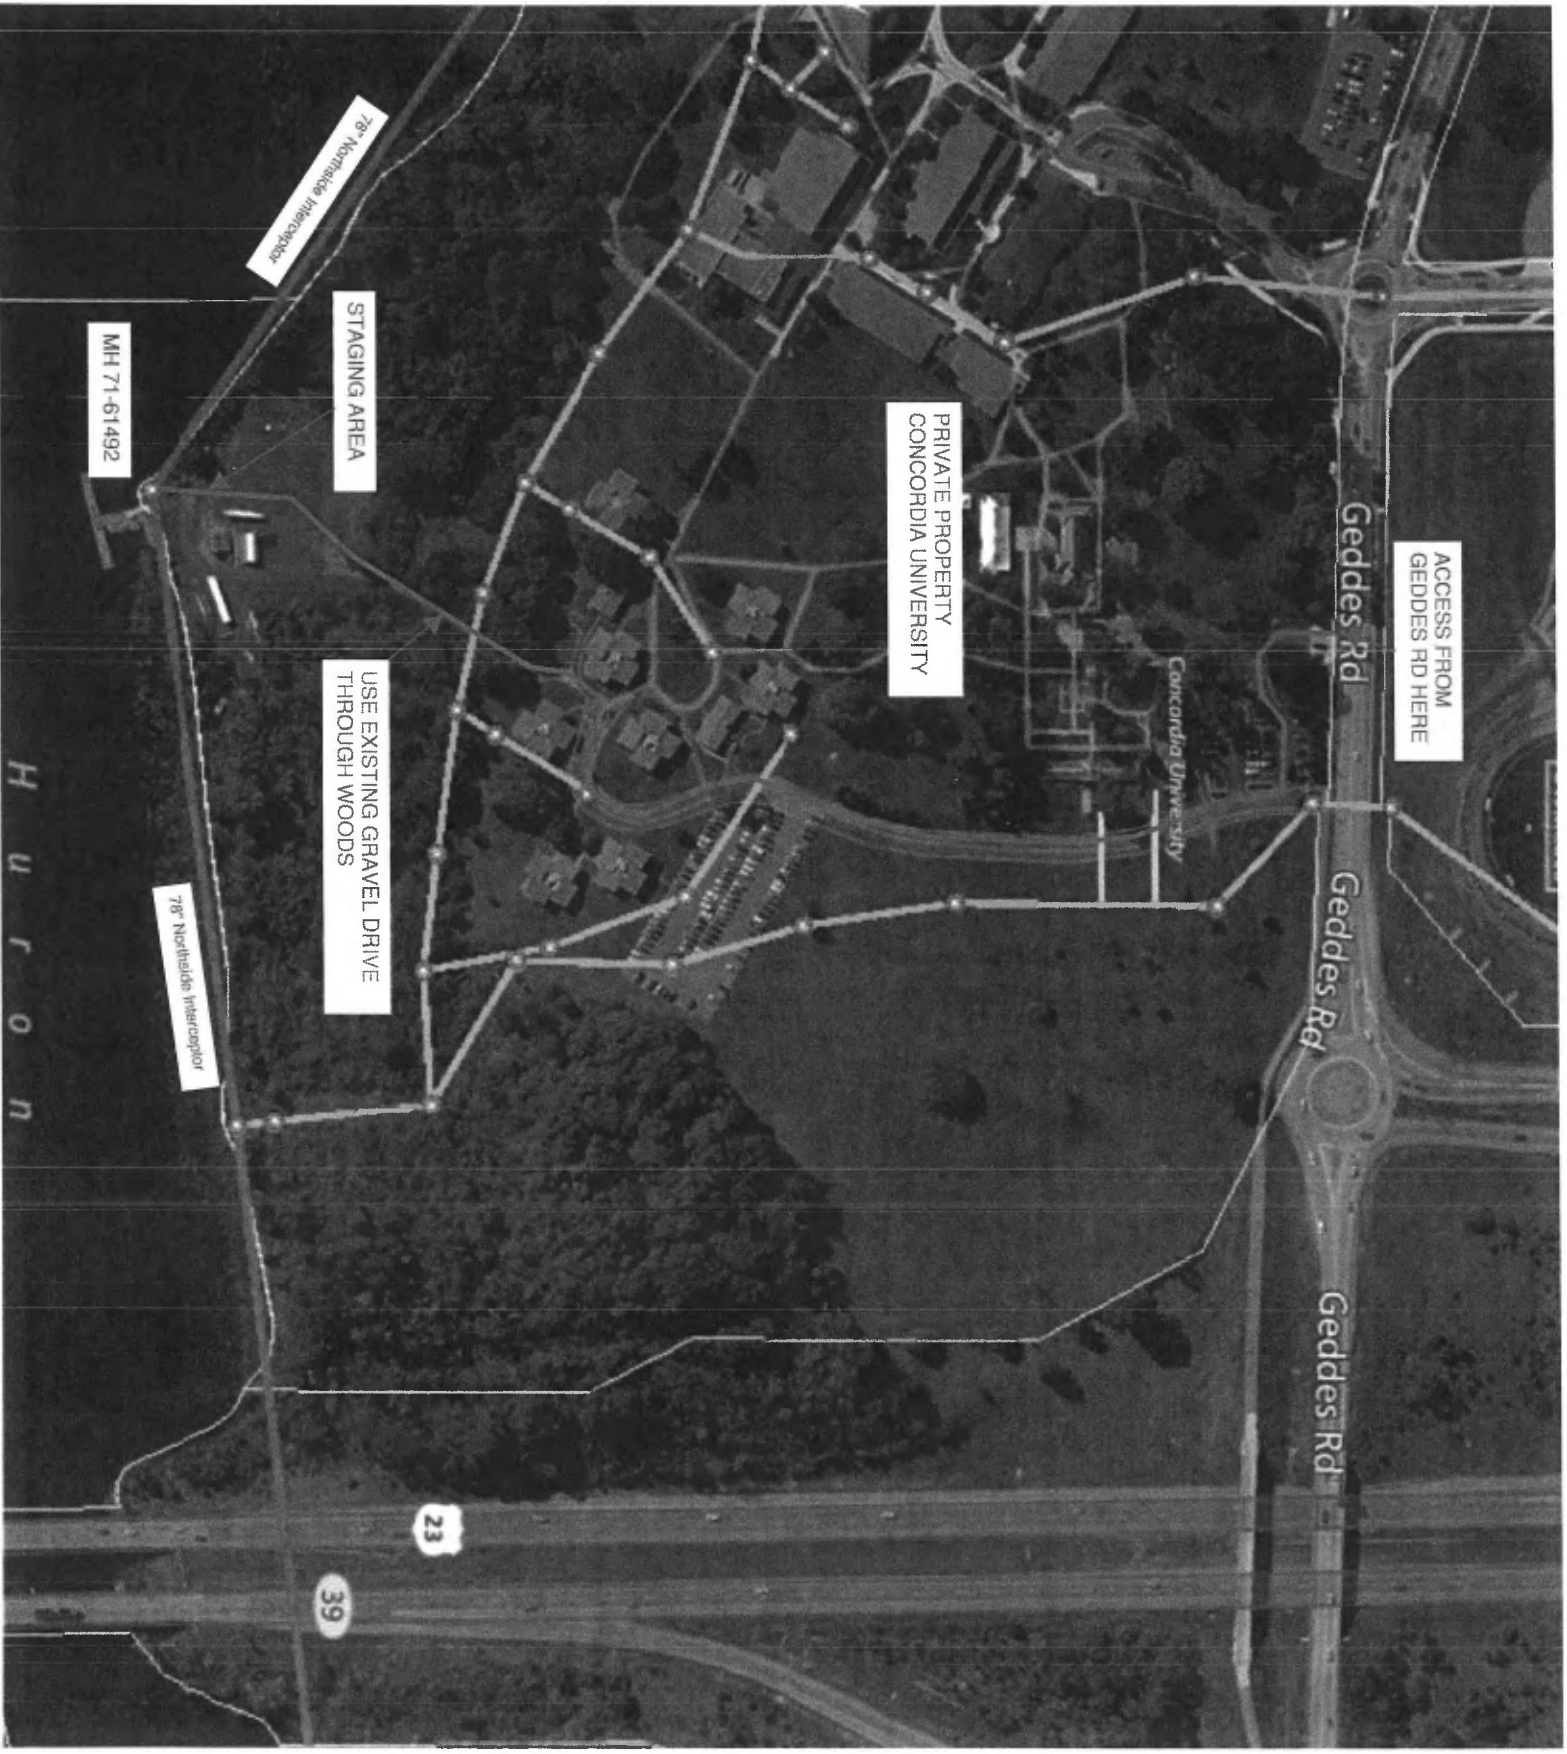 ACCESS FROM
GEDDES RD HERE
Geddes Rd
Geddes Rd
Geddes Rd
Concordia University
PRIVATE PROPERTY
CONCORDIA UNIVERSITY
USE EXISTING GRAVEL DRIVE
THROUGH WOODS
STAGING AREA
78" Northside Interceptor
MH 71-61492
78" Northside Interceptor
23
39
Huron